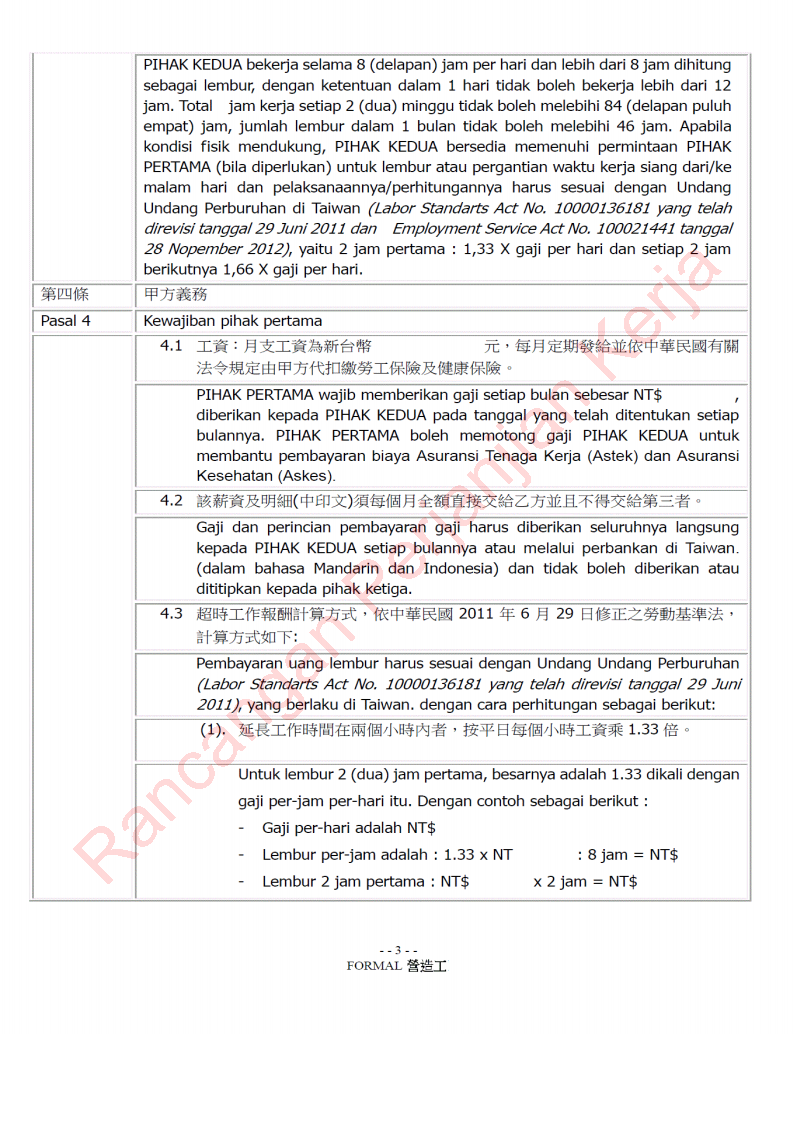 PIHAK KEDUA bekerja selama 8 (delapan) jam per hari dan lebih dari 8 jam dihitung
sebagai lembur, dengan ketentuan dalam 1 hari tidak boleh bekerja lebih dari 12
jam. Total jam kerja setiap 2 (dua) minggu tidak boleh melebihi 84 (delapan puluh
empat) jam, jumlah lembur dalam 1 bulan tidak boleh melebihi 46 jam. Apabila
kondisi fisik mendukung, PIHAK KEDUA bersedia memenuhi permintaan PIHAK
PERTAMA (bila diperlukan) untuk lembur atau pergantian waktu kerja siang dari/ke
malam hari dan pelaksanaannya/perhitungannya harus sesuai dengan Undang
Undang Perburuhan di Taiwan (Labor Standarts Act No. 10000136181 yang telah
direvisi tanggal 29 Juni 2011 dan Employment Service Act No. 100021441 tanggal
28 Nopember 2012), yaitu 2 jam pertama : 1,33 X gaji per hari dan setiap 2 jam
berikutnya 1,66 X gaji per hari.
第四條 甲方義務
Pasal 4 Kewajiban pihak pertama
4.1 工資：月支工資為新台幣 元，每月定期發給並依中華民國有關
法令規定由甲方代扣繳勞工保險及健康保險。
PIHAK PERTAMA wajib memberikan gaji setiap bulan sebesar NT$ ,
diberikan kepada PIHAK KEDUA pada tanggal yang telah ditentukan setiap
bulannya. PIHAK PERTAMA boleh memotong gaji PIHAK KEDUA untuk
membantu pembayaran biaya Asuransi Tenaga Kerja (Astek) dan Asuransi
Kesehatan (Askes).
4.2 該薪資及明細(中印文)須每個月全額直接交給乙方並且不得交給第三者。
Gaji dan perincian pembayaran gaji harus diberikan seluruhnya langsung
kepada PIHAK KEDUA setiap bulannya atau melalui perbankan di Taiwan.
(dalam bahasa Mandarin dan Indonesia) dan tidak boleh diberikan atau
dititipkan kepada pihak ketiga.
4.3 超時工作報酬計算方式，依中華民國 2011 年 6 月 29 日修正之勞動基準法，
計算方式如下:
Pembayaran uang lembur harus sesuai dengan Undang Undang Perburuhan
(Labor Standarts Act No. 10000136181 yang telah direvisi tanggal 29 Juni
2011), yang berlaku di Taiwan. dengan cara perhitungan sebagai berikut:
(1). 延長工作時間在兩個小時內者，按平日每個小時工資乘 1.33 倍。
Untuk lembur 2 (dua) jam pertama, besarnya adalah 1.33 dikali dengan
gaji per-jam per-hari itu. Dengan contoh sebagai berikut :
- Gaji per-hari adalah NT$
- Lembur per-jam adalah : 1.33 x NT : 8 jam = NT$
- Lembur 2 jam pertama : NT$ x 2 jam = NT$
Rancangan Perjanjian Kerja
- - 3 - -
FORMAL 營造工